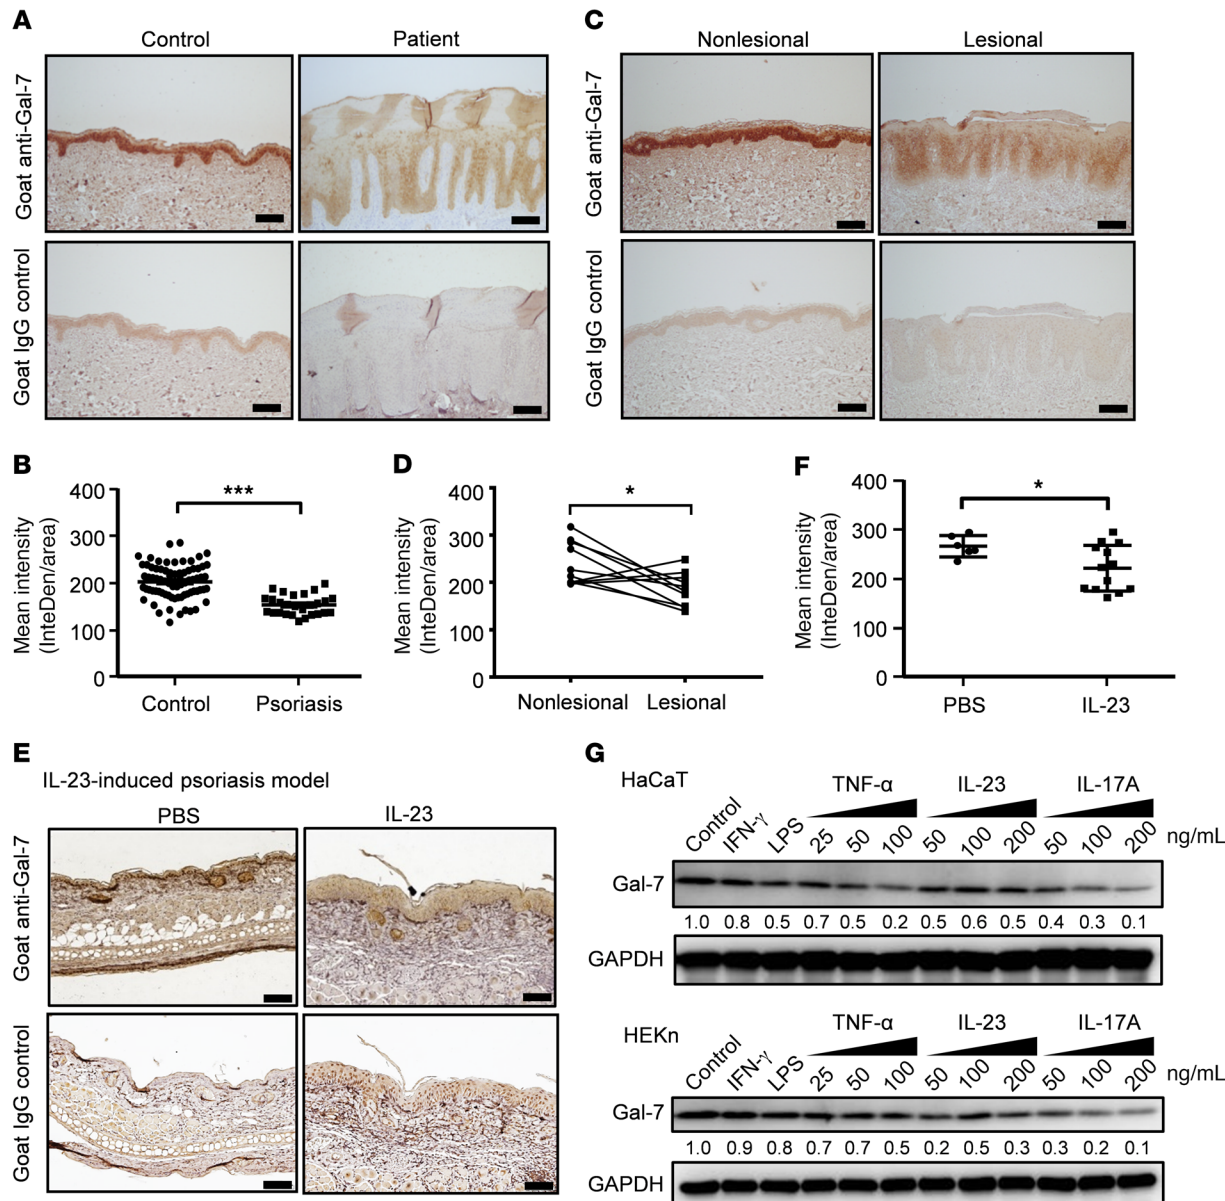 A
Control
Patient
Goat anti-Gal-7
Goat IgG control
C
Nonlesional
Lesional
Goat anti-Gal-7
Goat IgG control
B
Mean intensity
(InteDen/area)
400
300
200
100
0
***
Control
Psoriasis
D
Mean intensity
(InteDen/area)
400
300
200
100
0
*
Nonlesional
Lesional
F
Mean intensity
(InteDen/area)
400
300
200
100
0
*
PBS
IL-23
E
IL-23-induced psoriasis model
PBS
IL-23
Goat anti-Gal-7
Goat IgG control
G
HaCaT
TNF-α IL-23 IL-17A
Control IFN-γ LPS 25 50 100 50 100 200 50 100 200 ng/mL
Gal-7
1.0 0.8 0.5 0.7 0.5 0.2 0.5 0.6 0.5 0.4 0.3 0.1
GAPDH
HEKn
TNF-α IL-23 IL-17A
Control IFN-γ LPS 25 50 100 50 100 200 50 100 200 ng/mL
Gal-7
1.0 0.9 0.8 0.7 0.7 0.5 0.2 0.5 0.3 0.3 0.2 0.1
GAPDH